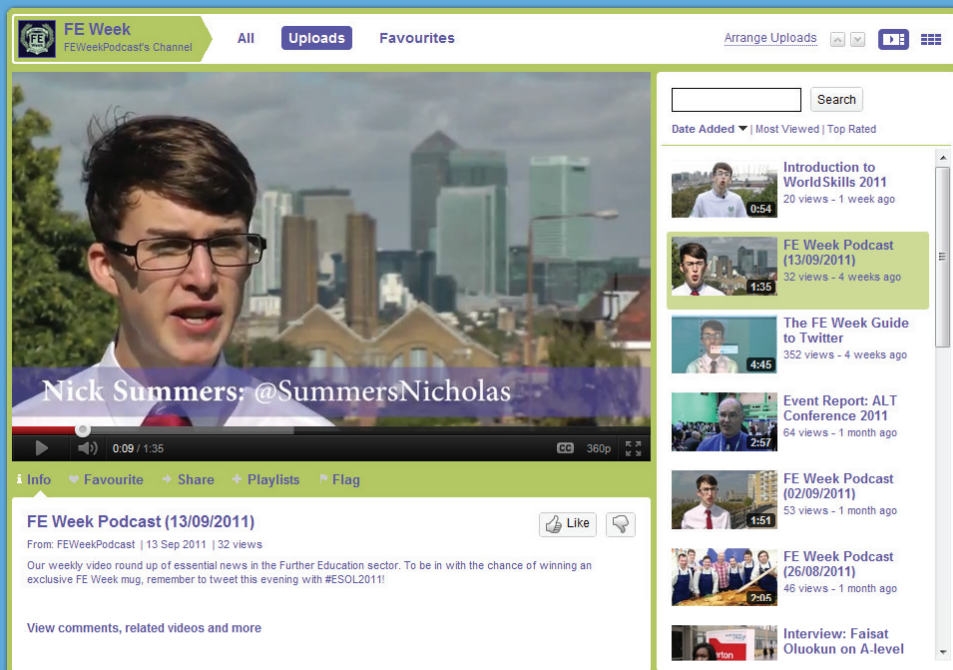 FE Week
FEWeekPodcast's Channel
All
Uploads
Favourites
Arrange Uploads
FE
Nick Summers: @SummersNicholas
0:09 / 1:35
CC
360p
Info
Favourite
Share
Playlists
Flag
FE Week Podcast (13/09/2011)
Like
From: FEWeekPodcast | 13 Sep 2011 | 32 views
Our weekly video round up of essential news in the Further Education sector. To be in with the chance of winning an
exclusive FE Week mug, remember to tweet this evening with #ESOL2011!
View comments, related videos and more
Search
Date Added | Most Viewed | Top Rated
0:54
Introduction to
WorldSkills 2011
20 views - 1 week ago
1:35
FE Week Podcast
(13/09/2011)
32 views - 4 weeks ago
4:45
The FE Week Guide
to Twitter
352 views - 4 weeks ago
2:57
Event Report: ALT
Conference 2011
64 views - 1 month ago
1:51
FE Week Podcast
(02/09/2011)
53 views - 1 month ago
2:05
FE Week Podcast
(26/08/2011)
46 views - 1 month ago
Interview: Faisat
Oluokun on A-level